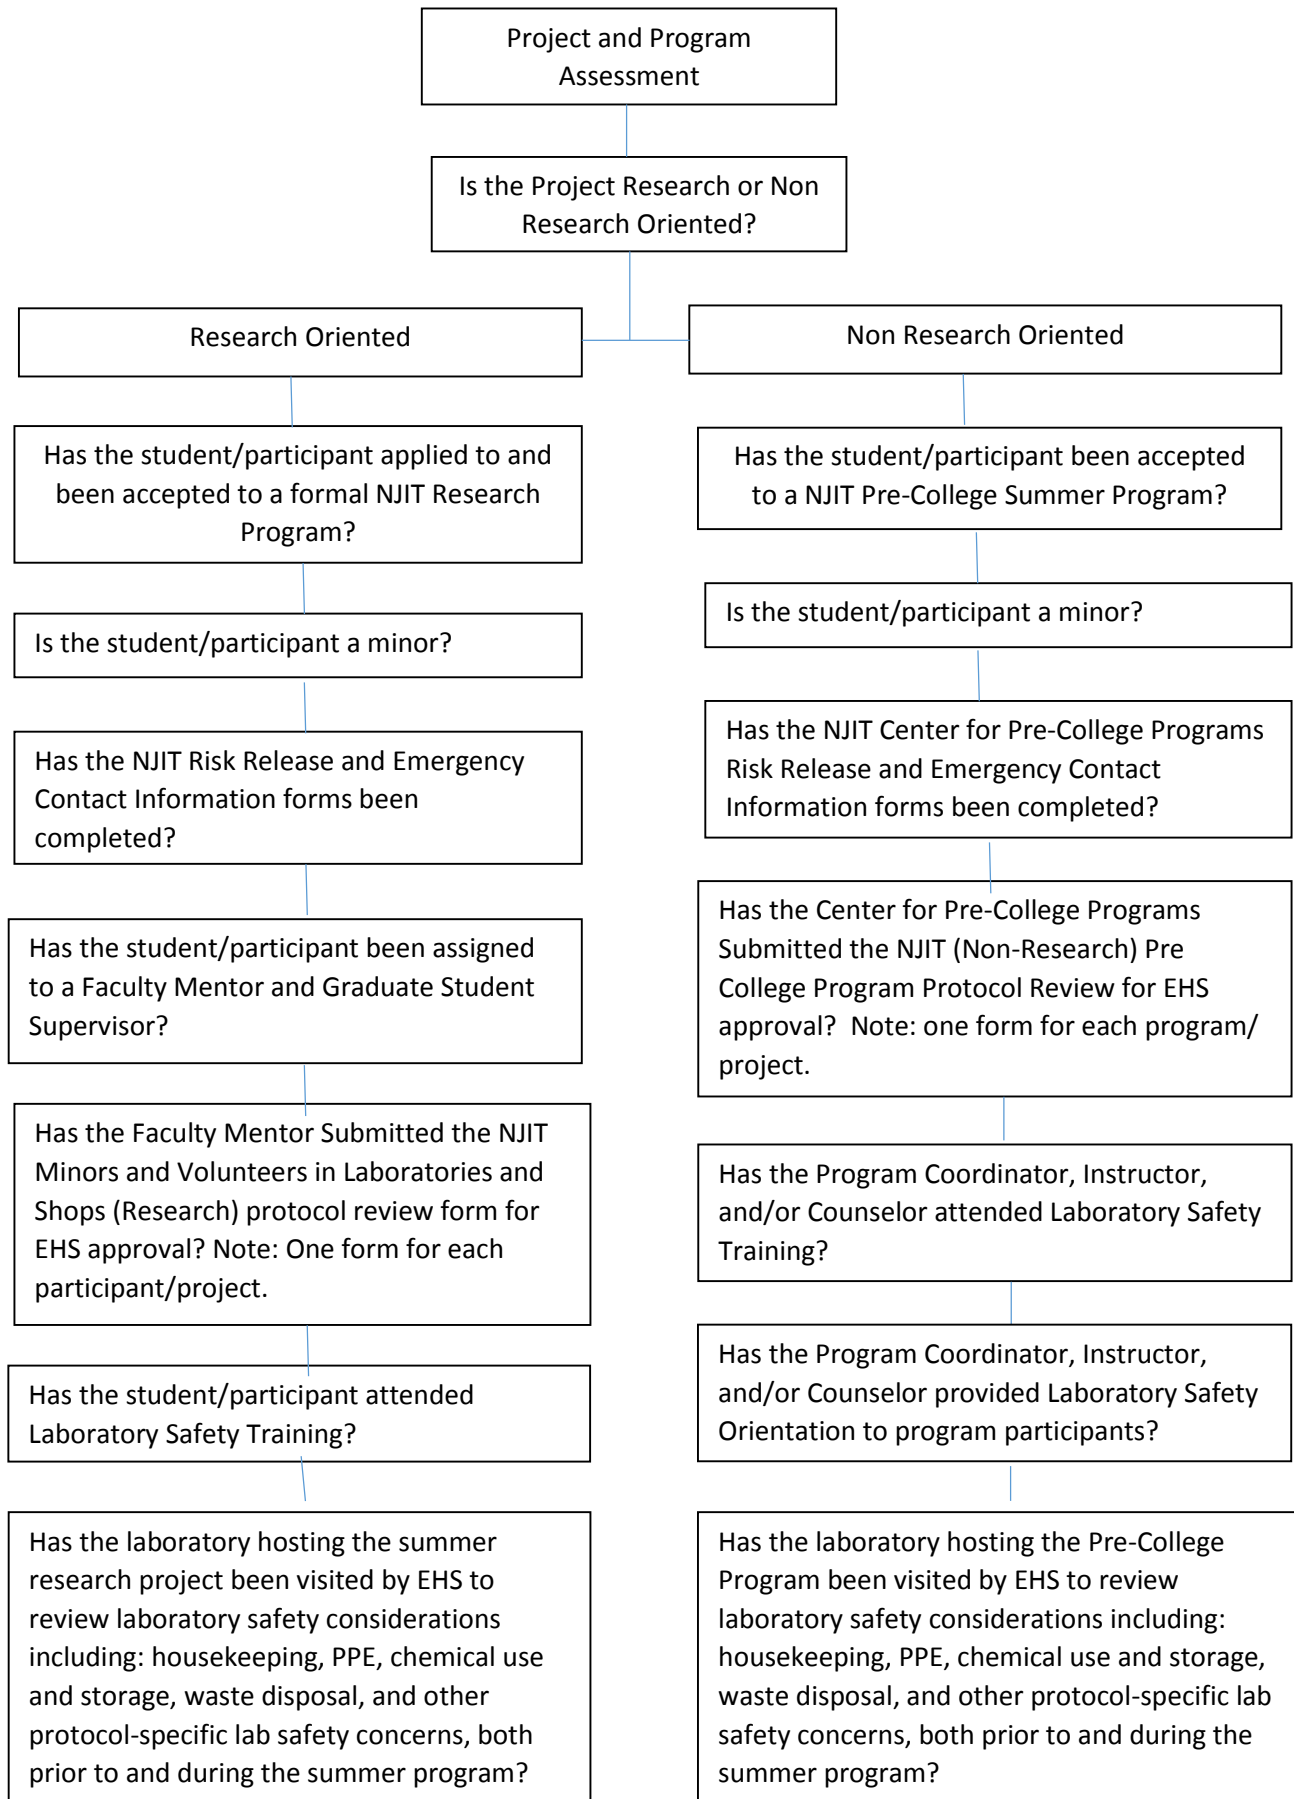 Project and Program
Assessment
Is the Project Research or Non
Research Oriented?
Research Oriented
Non Research Oriented
Has the student/participant applied to and
been accepted to a formal NJIT Research
Program?
Is the student/participant a minor?
Has the NJIT Risk Release and Emergency
Contact Information forms been
completed?
Has the student/participant been assigned
to a Faculty Mentor and Graduate Student
Supervisor?
Has the Faculty Mentor Submitted the NJIT
Minors and Volunteers in Laboratories and
Shops (Research) protocol review form for
EHS approval? Note: One form for each
participant/project.
Has the student/participant attended
Laboratory Safety Training?
Has the laboratory hosting the summer
research project been visited by EHS to
review laboratory safety considerations
including: housekeeping, PPE, chemical use
and storage, waste disposal, and other
protocol-specific lab safety concerns, both
prior to and during the summer program?
Has the student/participant been accepted
to a NJIT Pre-College Summer Program?
Is the student/participant a minor?
Has the NJIT Center for Pre-College Programs
Risk Release and Emergency Contact
Information forms been completed?
Has the Center for Pre-College Programs
Submitted the NJIT (Non-Research) Pre
College Program Protocol Review for EHS
approval?  Note: one form for each program/
project.
Has the Program Coordinator, Instructor,
and/or Counselor attended Laboratory Safety
Training?
Has the Program Coordinator, Instructor,
and/or Counselor provided Laboratory Safety
Orientation to program participants?
Has the laboratory hosting the Pre-College
Program been visited by EHS to review
laboratory safety considerations including:
housekeeping, PPE, chemical use and storage,
waste disposal, and other protocol-specific lab
safety concerns, both prior to and during the
summer program?